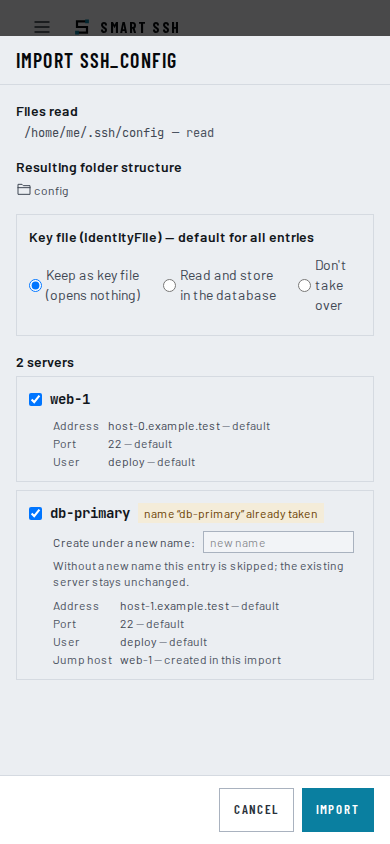 SMART SSH
IMPORT SSH_CONFIG
Files read
/home/me/.ssh/config — read
Resulting folder structure
config
Key file (IdentityFile) — default for all entries
Keep as key file
(opens nothing)
Read and store
in the database
Don't
take
over
2 servers
web-1
Address host-0.example.test — default
Port 22 — default
User deploy — default
db-primary name “db-primary” already taken
Create under a new name: new name
Without a new name this entry is skipped; the existing
server stays unchanged.
Address host-1.example.test — default
Port 22 — default
User deploy — default
Jump host web-1 — created in this import
CANCEL IMPORT